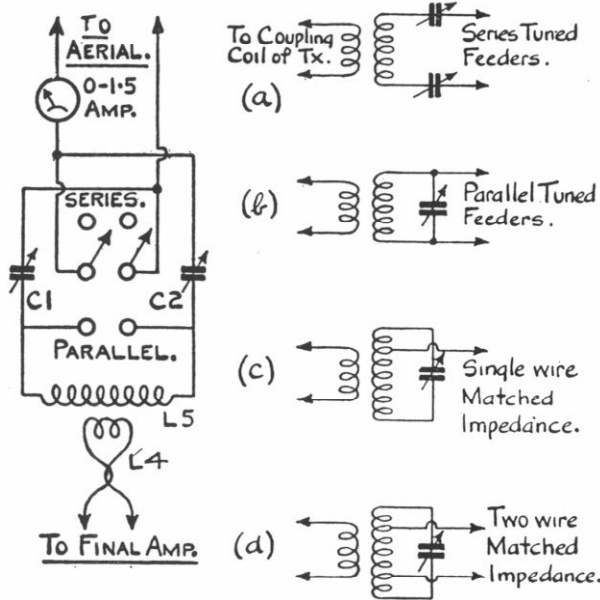 TO
AERIAL.
0-1.5
AMP.
SERIES.
C1
C2
PARALLEL.
L5
L4
TO FINAL AMP.
To Coupling
Coil of Tx.
(a)
Series Tuned
Feeders.
(b)
Parallel Tuned
Feeders.
(c)
Single wire
Matched
Impedance.
(d)
Two wire
Matched
Impedance.